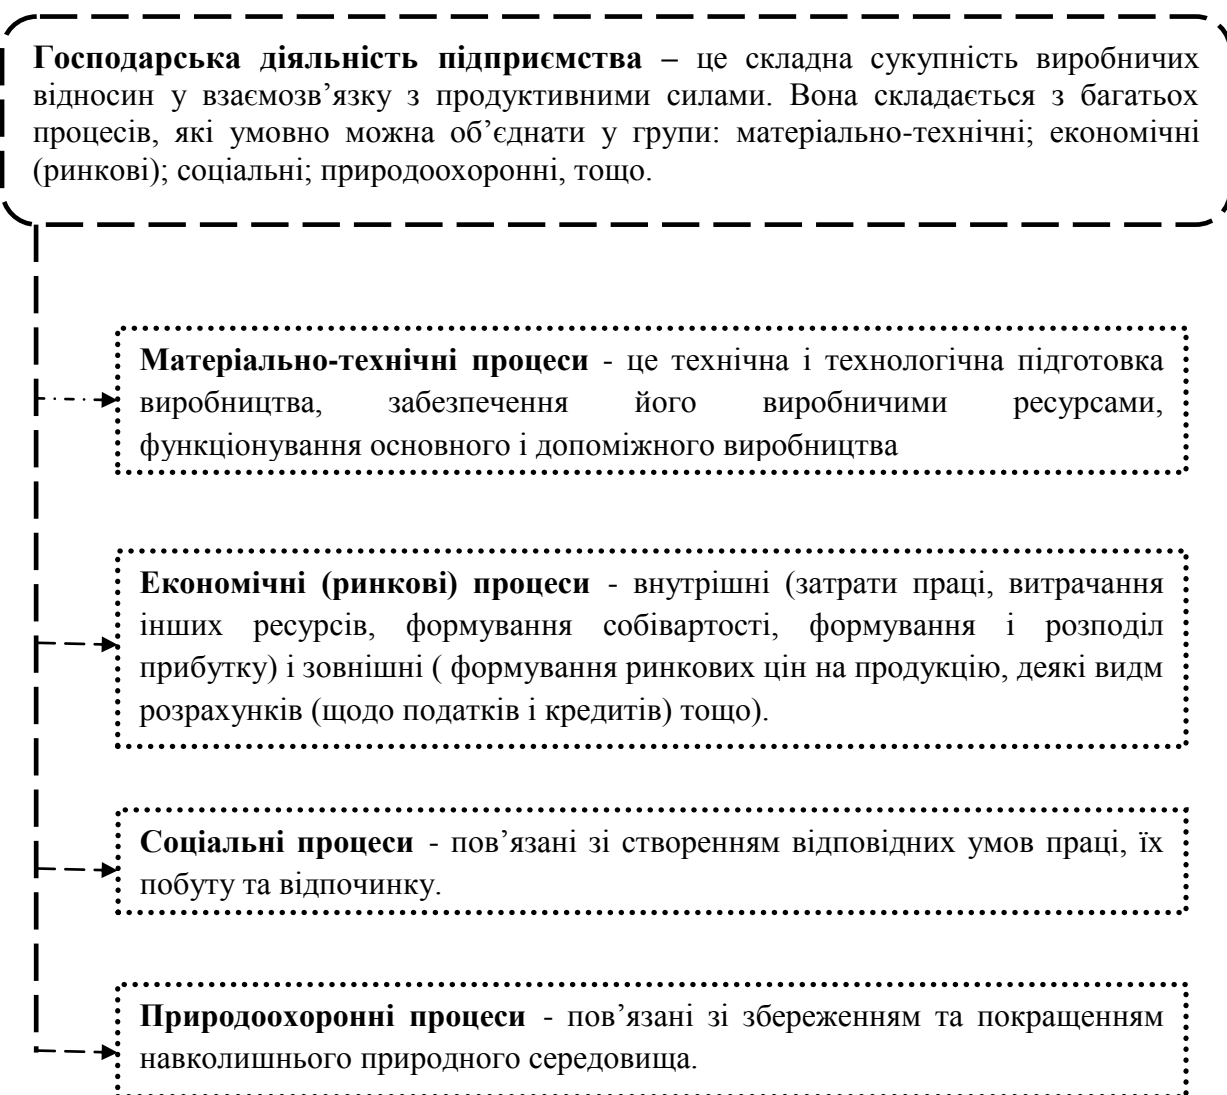 Господарська діяльність підприємства – це складна сукупність виробничих
відносин у взаємозв’язку з продуктивними силами. Вона складається з багатьох
процесів, які умовно можна об’єднати у групи: матеріально-технічні; економічні
(ринкові); соціальні; природоохоронні, тощо.
Матеріально-технічні процеси - це технічна і технологічна підготовка
виробництва, забезпечення його виробничими ресурсами,
функціонування основного і допоміжного виробництва
Економічні (ринкові) процеси - внутрішні (затрати праці, витрачання
інших ресурсів, формування собівартості, формування і розподіл
прибутку) і зовнішні ( формування ринкових цін на продукцію, деякі видм
розрахунків (щодо податків і кредитів) тощо).
Соціальні процеси - пов’язані зі створенням відповідних умов праці, їх
побуту та відпочинку.
Природоохоронні процеси - пов’язані зі збереженням та покращенням
навколишнього природного середовища.